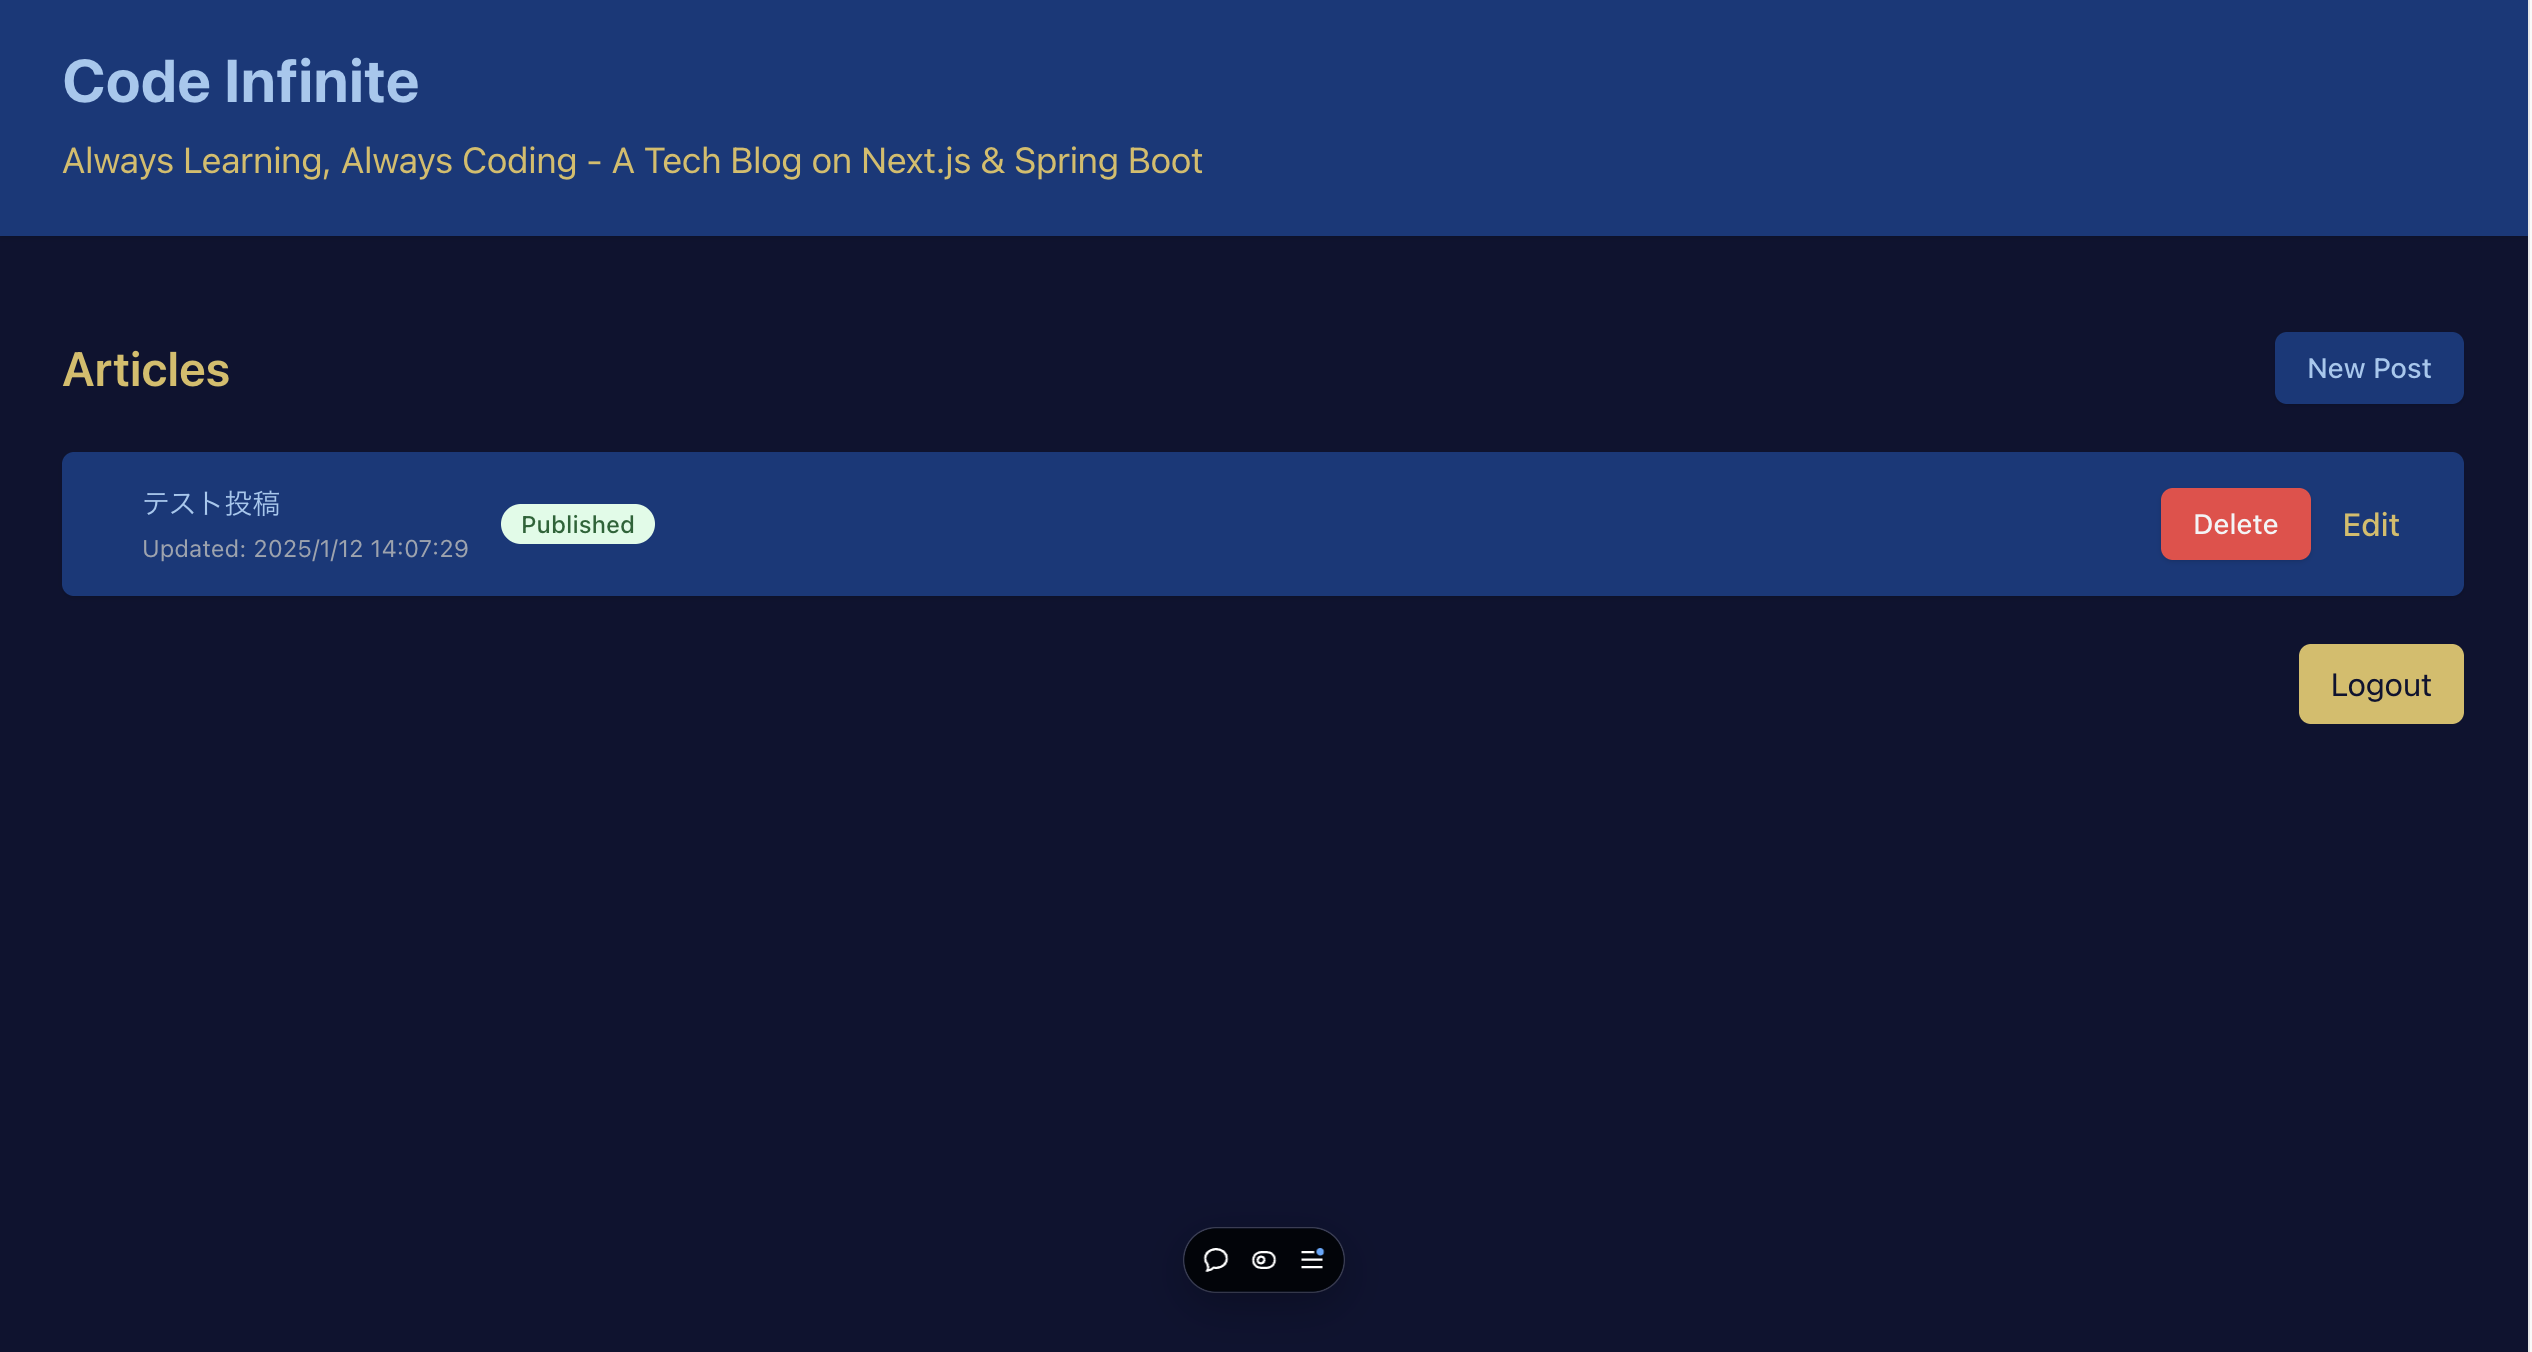 Code Infinite
Always Learning, Always Coding - A Tech Blog on Next.js & Spring Boot
Articles
New Post
テスト投稿
Updated: 2025/1/12 14:07:29
Published
Delete
Edit
Logout